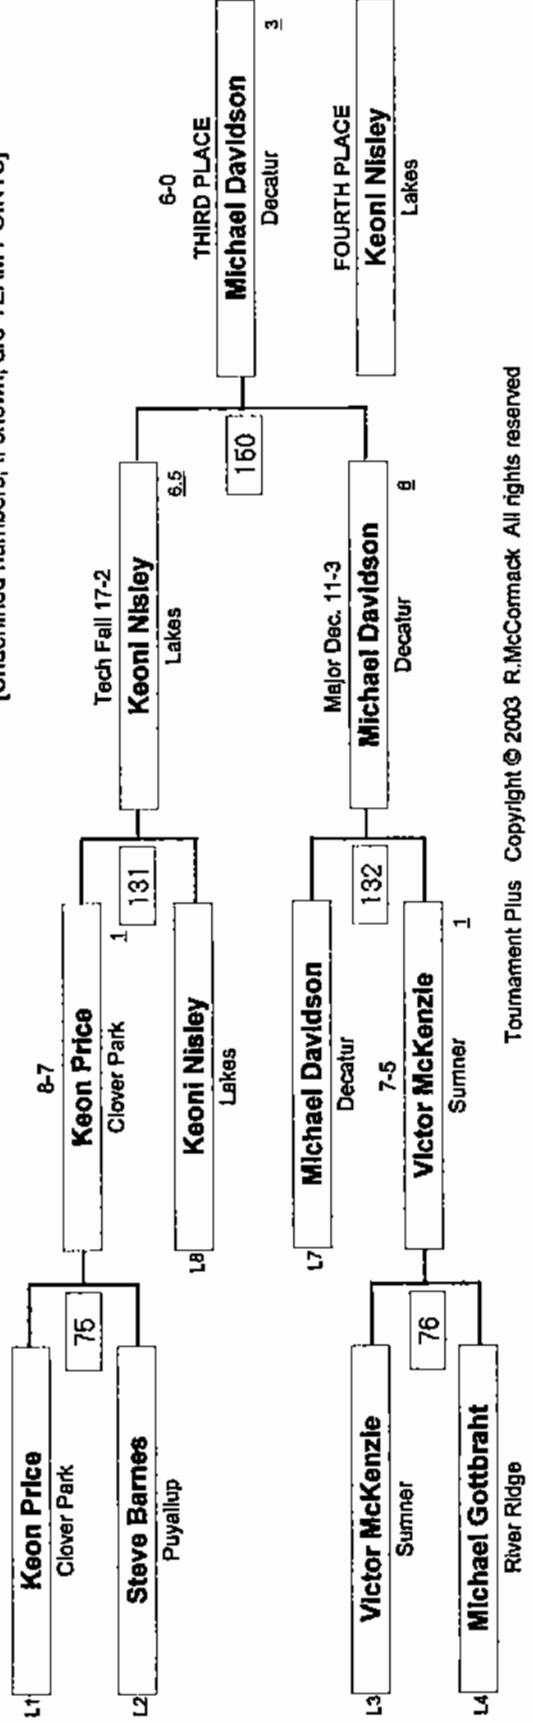 L1
Keon Price
Clover Park
75
L2
Steve Barnes
Puyallup
8-7
Keon Price
Clover Park
1
131
L8
Keoni Nisley
Lakes
Tech Fall 17-2
Keoni Nisley
Lakes
6.5
150
6-0
THIRD PLACE
Michael Davidson
Decatur
3
FOURTH PLACE
Keoni Nisley
Lakes
L7
Michael Davidson
Decatur
132
Major Dec. 11-3
Michael Davidson
Decatur
6
7-5
Victor McKenzie
Sumner
1
L3
Victor McKenzie
Sumner
76
L4
Michael Gottbraht
River Ridge
Tournament Plus Copyright © 2003 R.McCormack All rights reserved